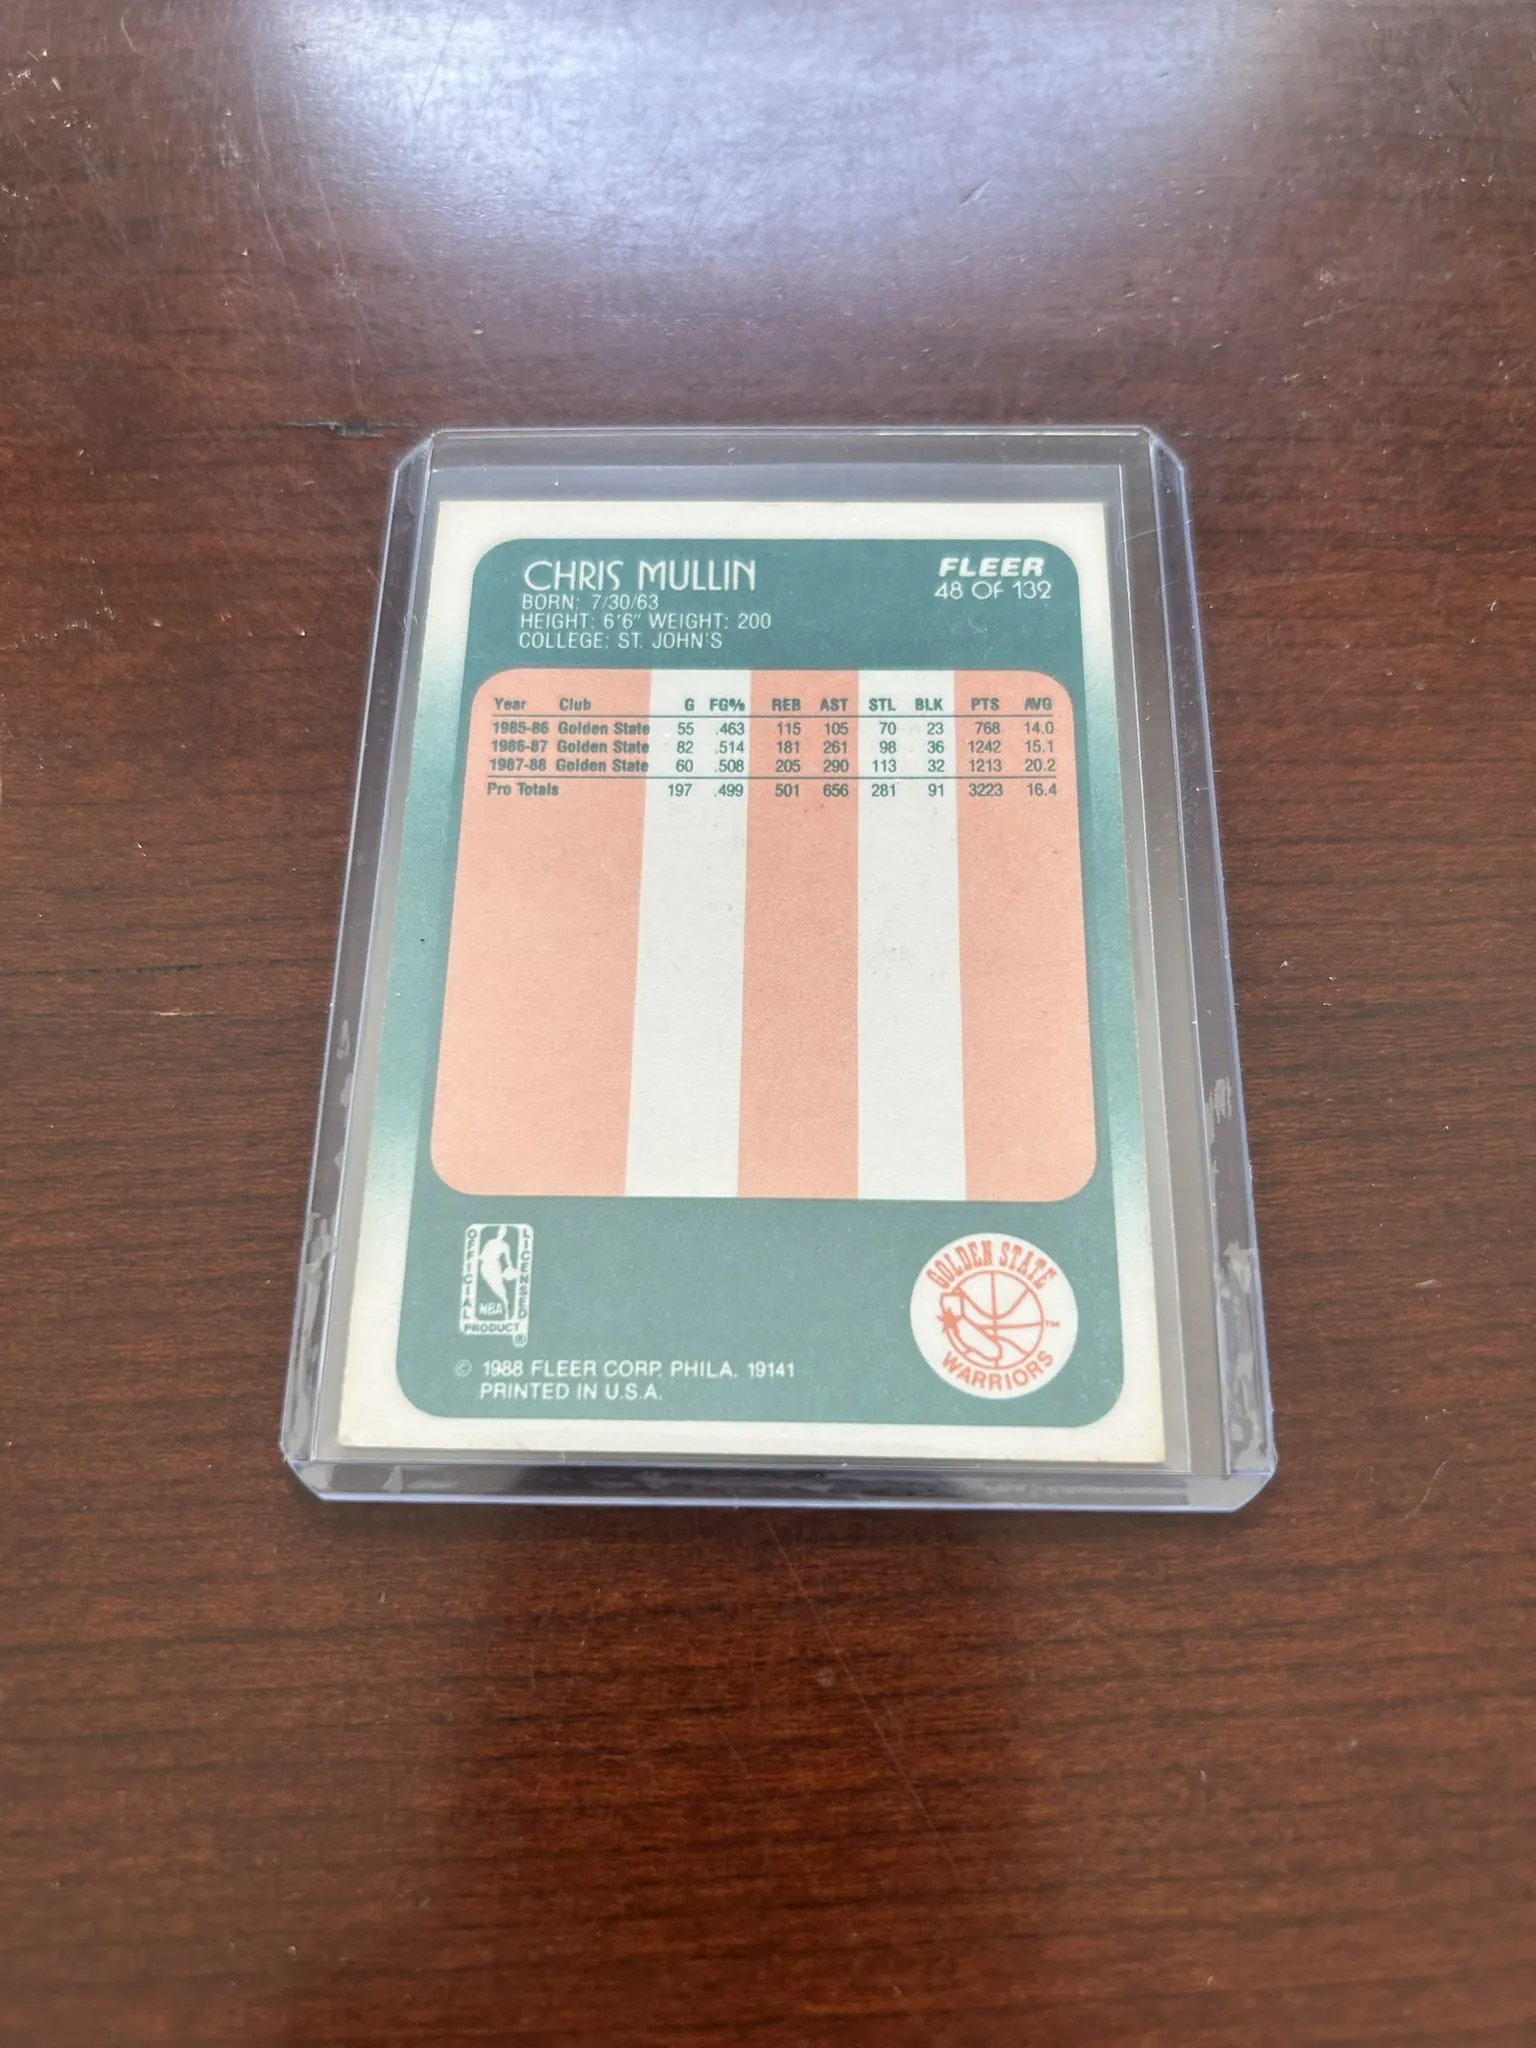 CHRIS MULLIN
BORN: 7/30/63
HEIGHT: 6'6" WEIGHT: 200
COLLEGE: ST. JOHN'S
FLEER
48 OF 132
Year Club G FG% REB AST STL BLK PTS AVG
1985-86 Golden State 55 .463 115 105 70 23 768 14.0
1986-87 Golden State 82 .514 181 261 98 36 1242 15.1
1987-88 Golden State 60 .508 205 290 113 32 1213 20.2
Pro Totals 197 .499 501 656 281 91 3223 16.4
OFFICIAL
LICENSED
NBA
PRODUCT
®
GOLDEN STATE
WARRIORS
™
© 1988 FLEER CORP. PHILA. 19141
PRINTED IN U.S.A.